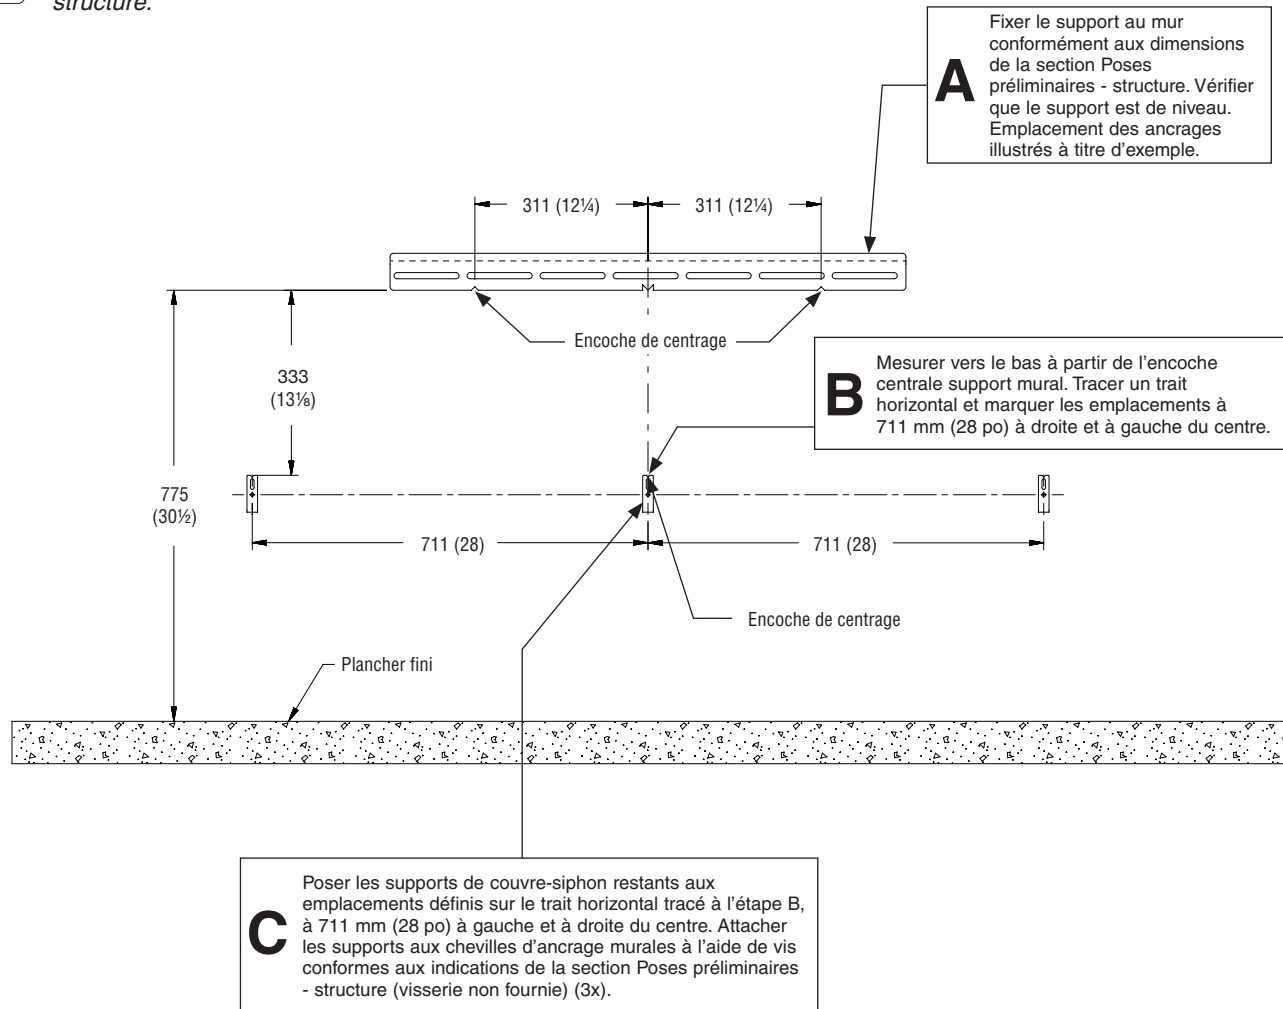 structure.
A
Fixer le support au mur
conformément aux dimensions
de la section Poses
préliminaires - structure. Vérifier
que le support est de niveau.
Emplacement des ancrages
illustrés à titre d’exemple.
311 (12¼)
311 (12¼)
Encoche de centrage
333
(13⅛)
B
Mesurer vers le bas à partir de l’encoche
centrale support mural. Tracer un trait
horizontal et marquer les emplacements à
711 mm (28 po) à droite et à gauche du centre.
775
(30½)
711 (28)
711 (28)
Encoche de centrage
Plancher fini
C
Poser les supports de couvre-siphon restants aux
emplacements définis sur le trait horizontal tracé à l’étape B,
à 711 mm (28 po) à gauche et à droite du centre. Attacher
les supports aux chevilles d’ancrage murales à l’aide de vis
conformes aux indications de la section Poses préliminaires
- structure (visserie non fournie) (3x).